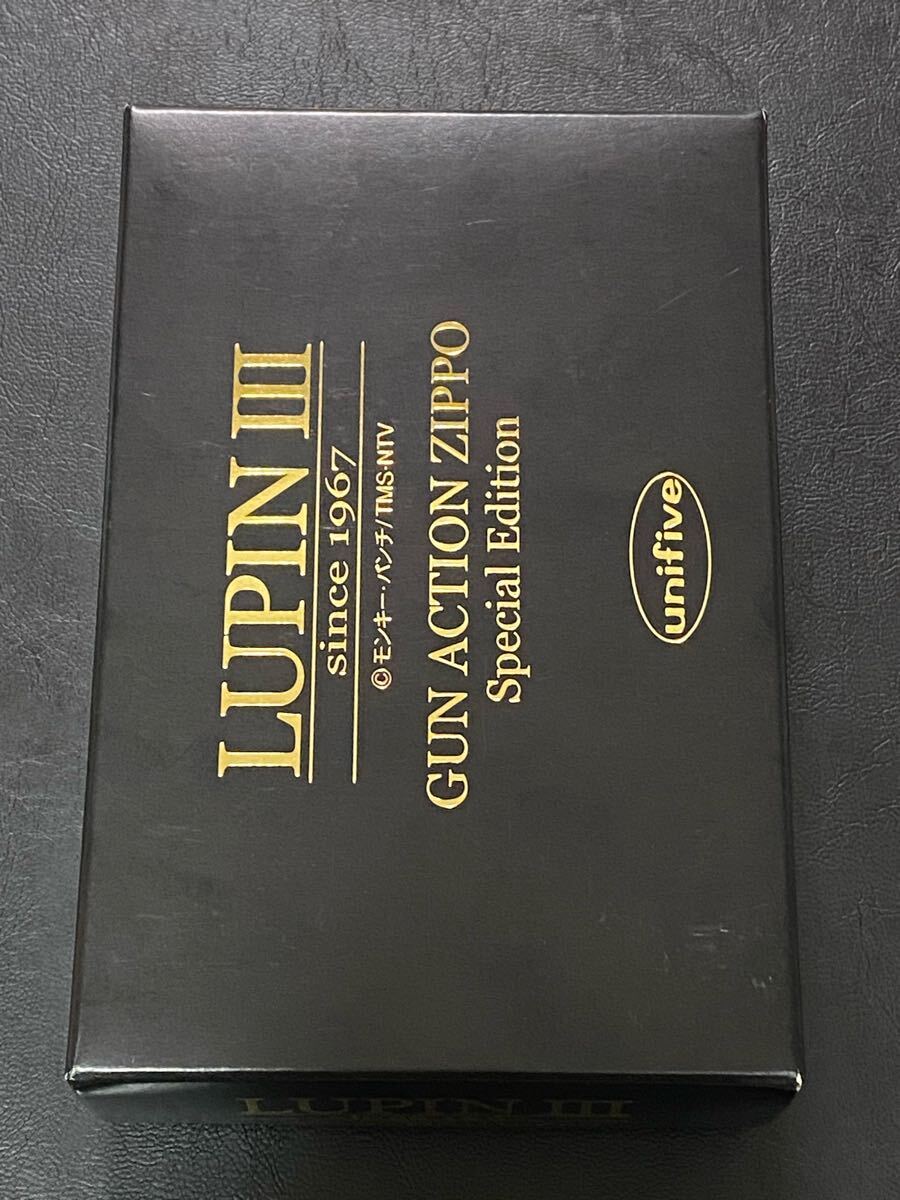 LUPIN III
since 1967
©モンキー・パンチ/TMS・NTV
GUN ACTION ZIPPO
Special Edition
unifive
LUPIN III